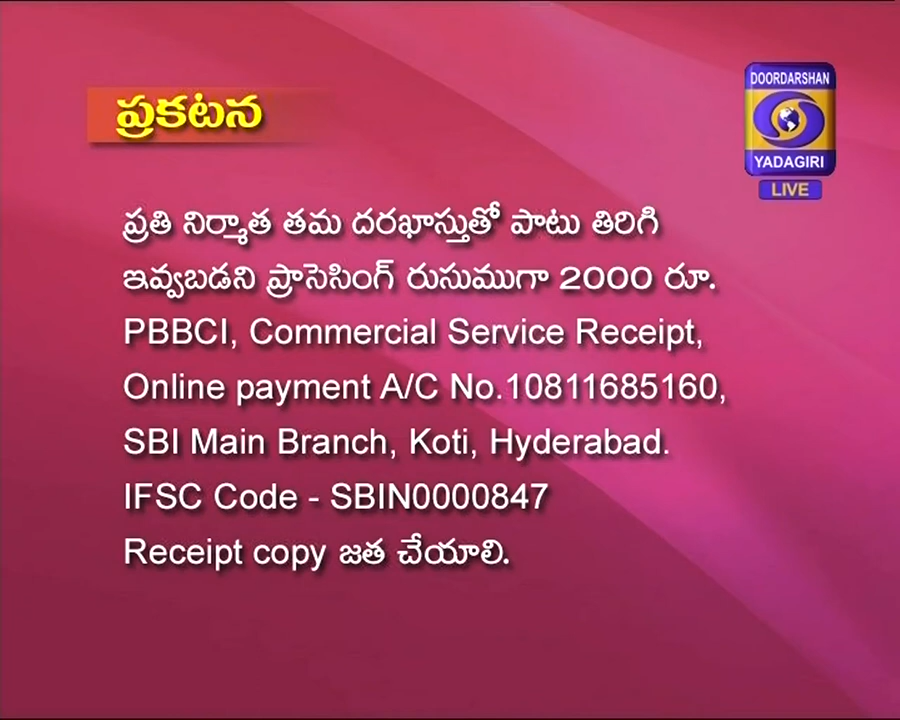 DOORDARSHAN
YADAGIRI
LIVE
ప్రకటన
ప్రతి నిర్మాత తమ దరఖాస్తుతో పాటు తిరిగి
ఇవ్వబడని ప్రాసెసింగ్ రుసుముగా 2000 రూ.
PBBCI, Commercial Service Receipt,
Online payment A/C No.10811685160,
SBI Main Branch, Koti, Hyderabad.
IFSC Code - SBIN0000847
Receipt copy జత చేయాలి.